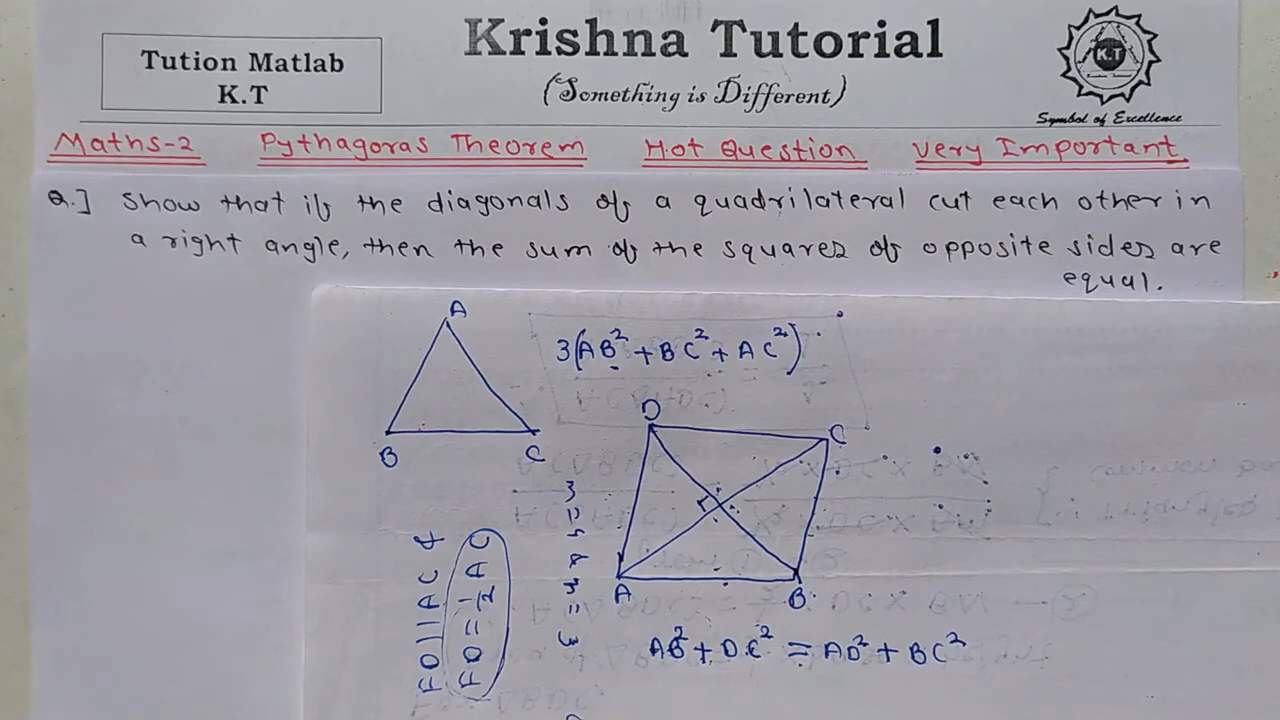 Tution Matlab
K.T
Krishna Tutorial
(Something is Different)
K.T
Symbol of Excellence
Maths-2 Pythagoras Theorem Hot Question Very Important
Q.] Show that if the diagonals of a quadrilateral cut each other in
a right angle, then the sum of the squares of opposite sides are
equal.
A
B
C
3(AB²+BC²+AC²)
D
C
A
B
AB²+DC² = AD²+BC²
FO||AC &
FO=½AC